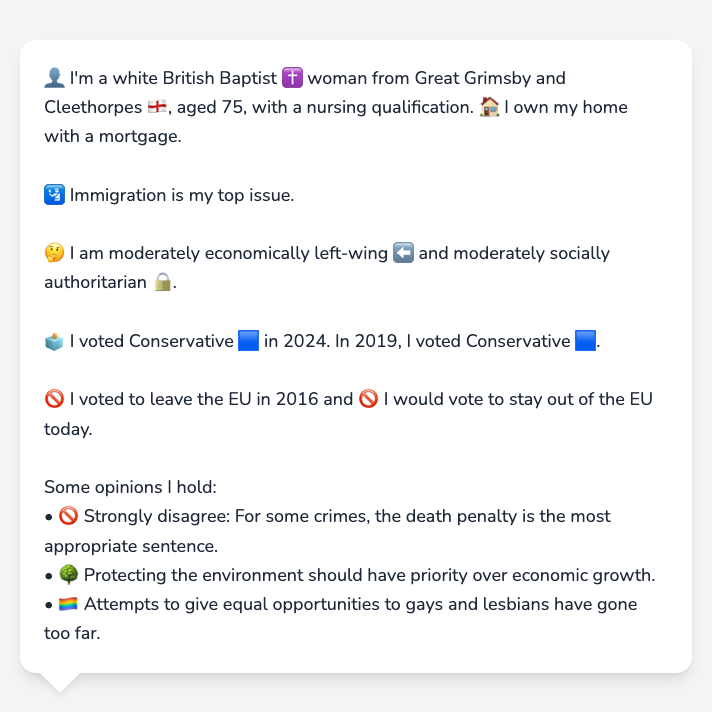 👤 I'm a white British Baptist ✝️ woman from Great Grimsby and
Cleethorpes 🏴󠁧󠁢󠁥󠁮󠁧󠁿, aged 75, with a nursing qualification. 🏠 I own my home
with a mortgage.
🛂 Immigration is my top issue.
🤔 I am moderately economically left-wing ⬅️ and moderately socially
authoritarian 🔒.
🗳️ I voted Conservative 🟦 in 2024. In 2019, I voted Conservative 🟦.
🚫 I voted to leave the EU in 2016 and 🚫 I would vote to stay out of the EU
today.
Some opinions I hold:
• 🚫 Strongly disagree: For some crimes, the death penalty is the most
appropriate sentence.
• 🌳 Protecting the environment should have priority over economic growth.
• 🏳️‍🌈 Attempts to give equal opportunities to gays and lesbians have gone
too far.